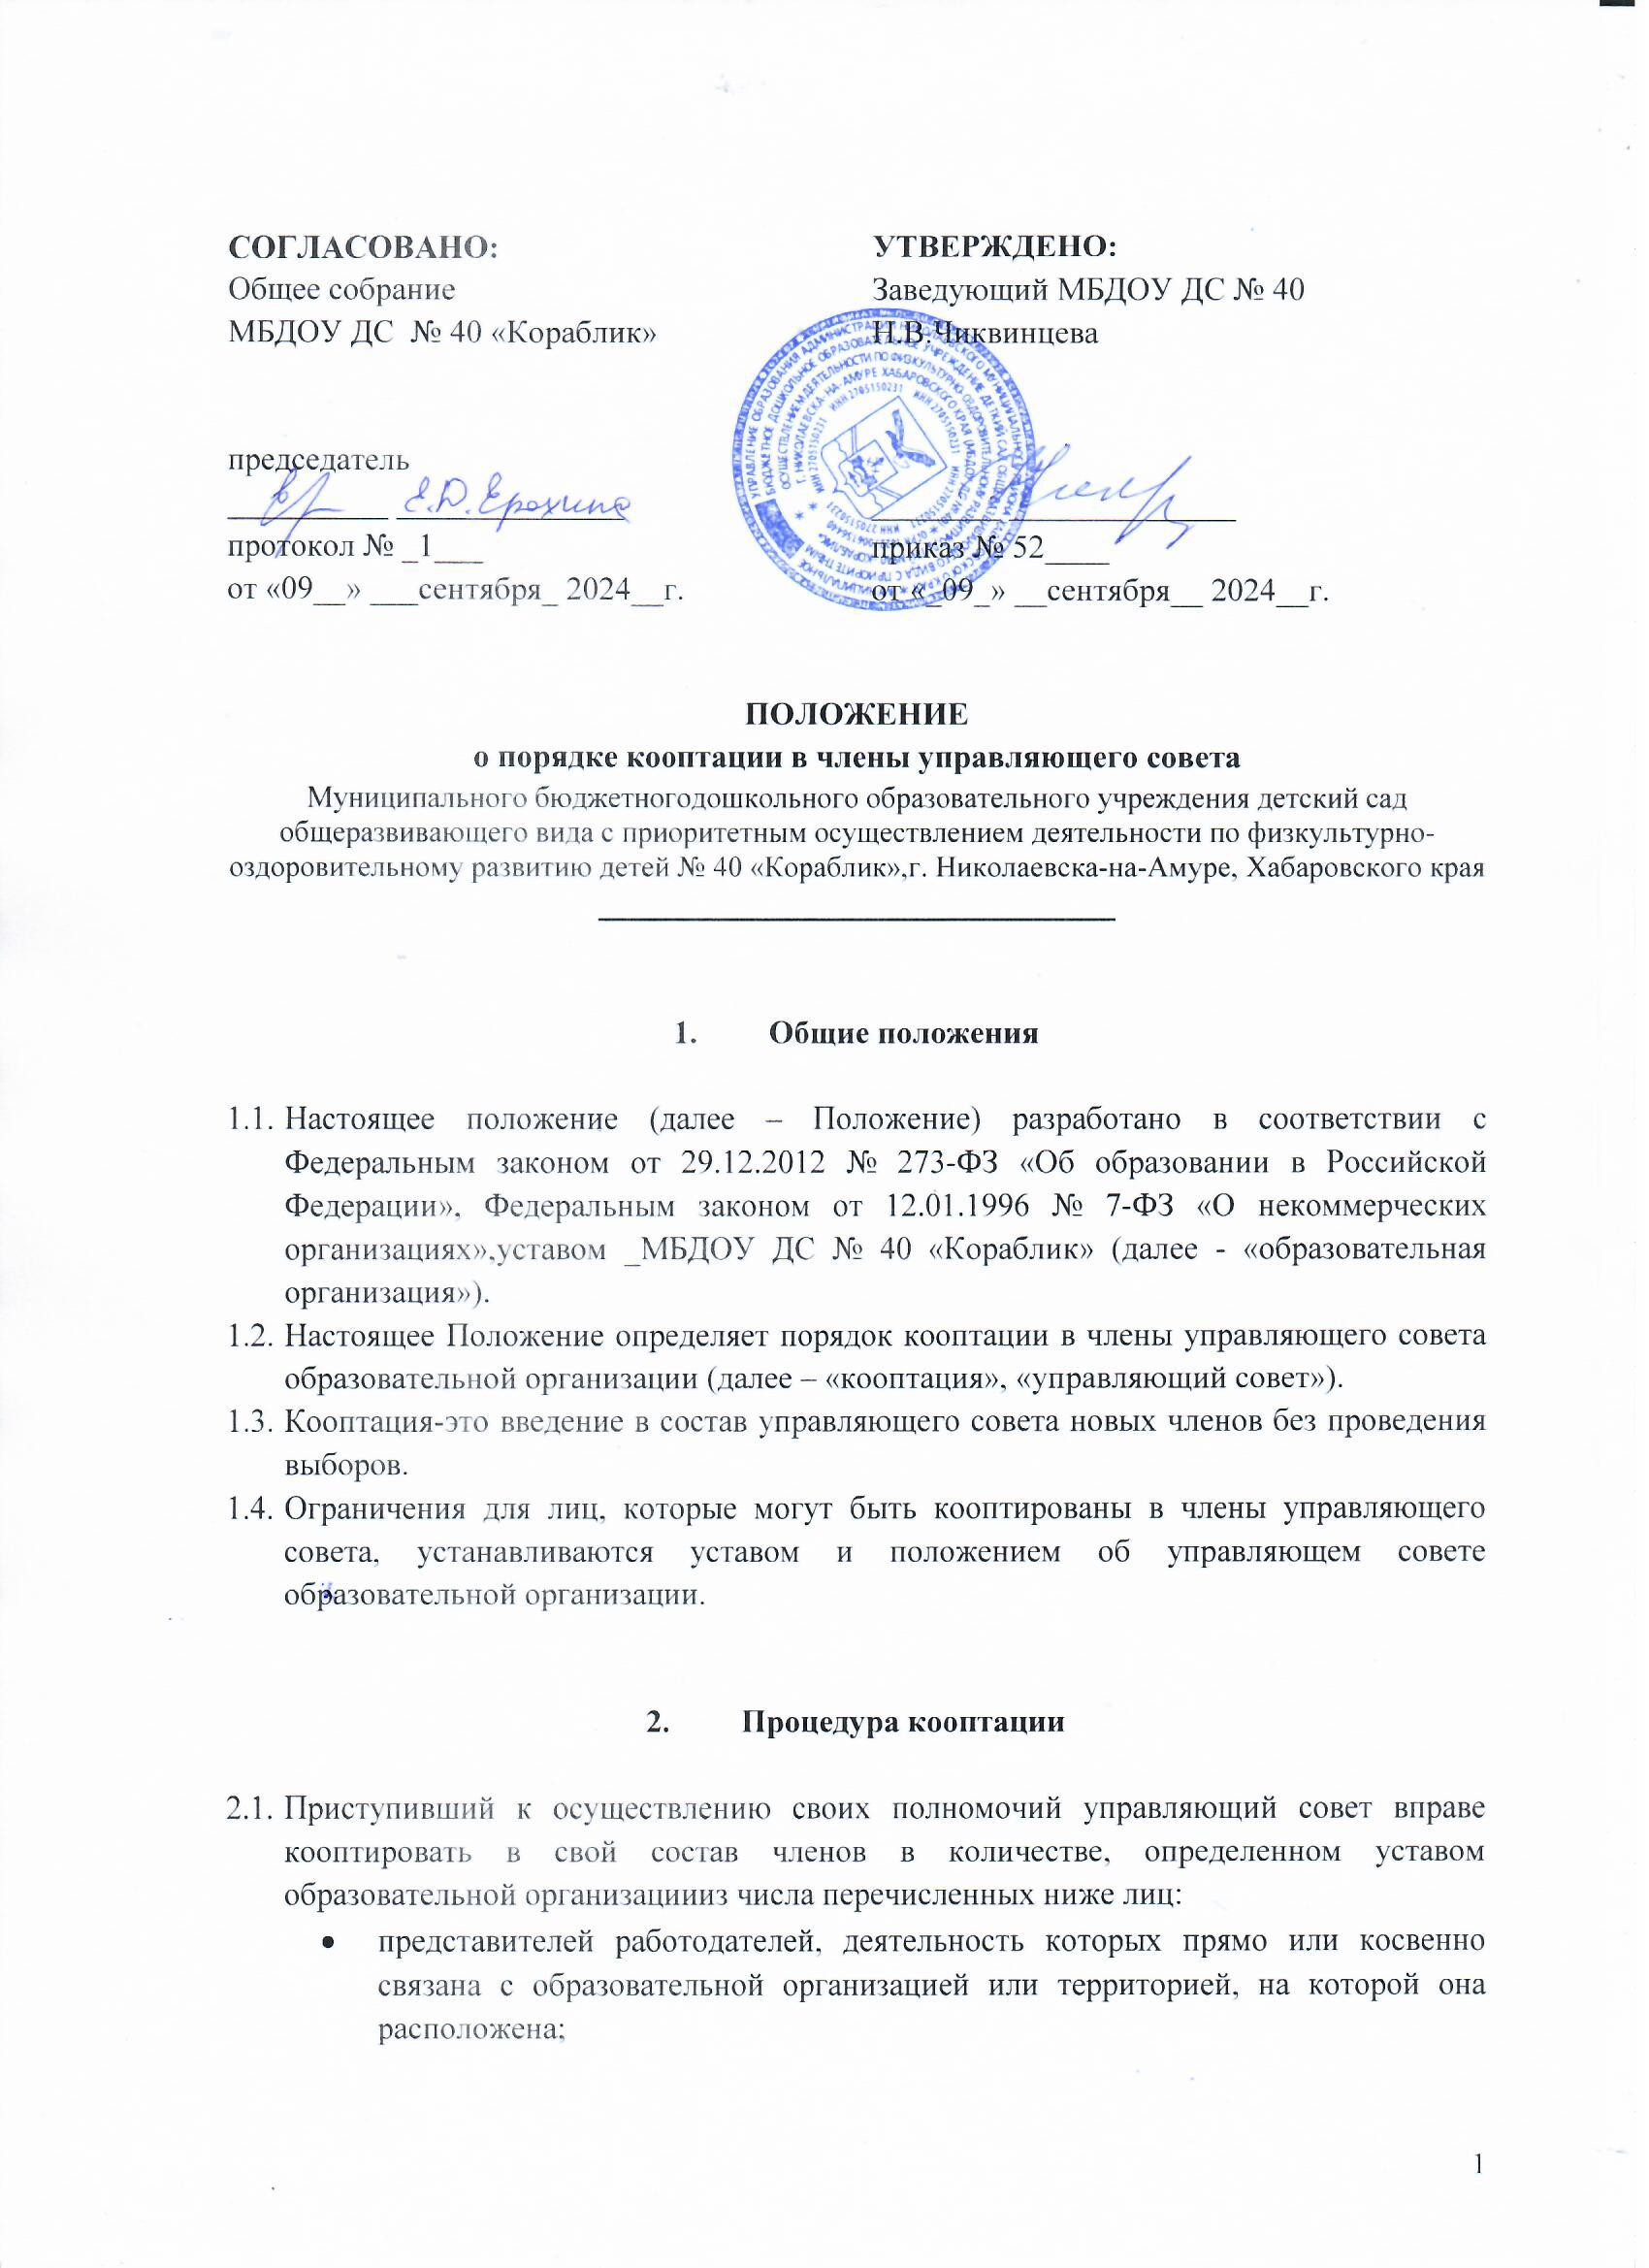 СОГЛАСОВАНО:
Общее собрание
МБДОУ ДС № 40 «Кораблик»
председатель
Е.Ю.Ерохина
протокол № _1___
от «09__» ___сентября_ 2024__г.
УТВЕРЖДЕНО:
Заведующий МБДОУ ДС № 40
Н.В.Чиквинцева
приказ № 52____
от «_09_» __сентября__ 2024__г.
ИНН 2705150231 ИНН 2705150231 ИНН 2705150231
ПОЛОЖЕНИЕ
о порядке кооптации в члены управляющего совета
Муниципального бюджетногодошкольного образовательного учреждения детский сад
общеразвивающего вида с приоритетным осуществлением деятельности по физкультурно-
оздоровительному развитию детей № 40 «Кораблик»,г. Николаевска-на-Амуре, Хабаровского края
1. Общие положения
1.1. Настоящее положение (далее – Положение) разработано в соответствии с
Федеральным законом от 29.12.2012 № 273-ФЗ «Об образовании в Российской
Федерации», Федеральным законом от 12.01.1996 № 7-ФЗ «О некоммерческих
организациях»,уставом _МБДОУ ДС № 40 «Кораблик» (далее - «образовательная
организация»).
1.2. Настоящее Положение определяет порядок кооптации в члены управляющего совета
образовательной организации (далее – «кооптация», «управляющий совет»).
1.3. Кооптация-это введение в состав управляющего совета новых членов без проведения
выборов.
1.4. Ограничения для лиц, которые могут быть кооптированы в члены управляющего
совета, устанавливаются уставом и положением об управляющем совете
образовательной организации.
2. Процедура кооптации
2.1. Приступивший к осуществлению своих полномочий управляющий совет вправе
кооптировать в свой состав членов в количестве, определенном уставом
образовательной организациииз числа перечисленных ниже лиц:
• представителей работодателей, деятельность которых прямо или косвенно
связана с образовательной организацией или территорией, на которой она
расположена;
1